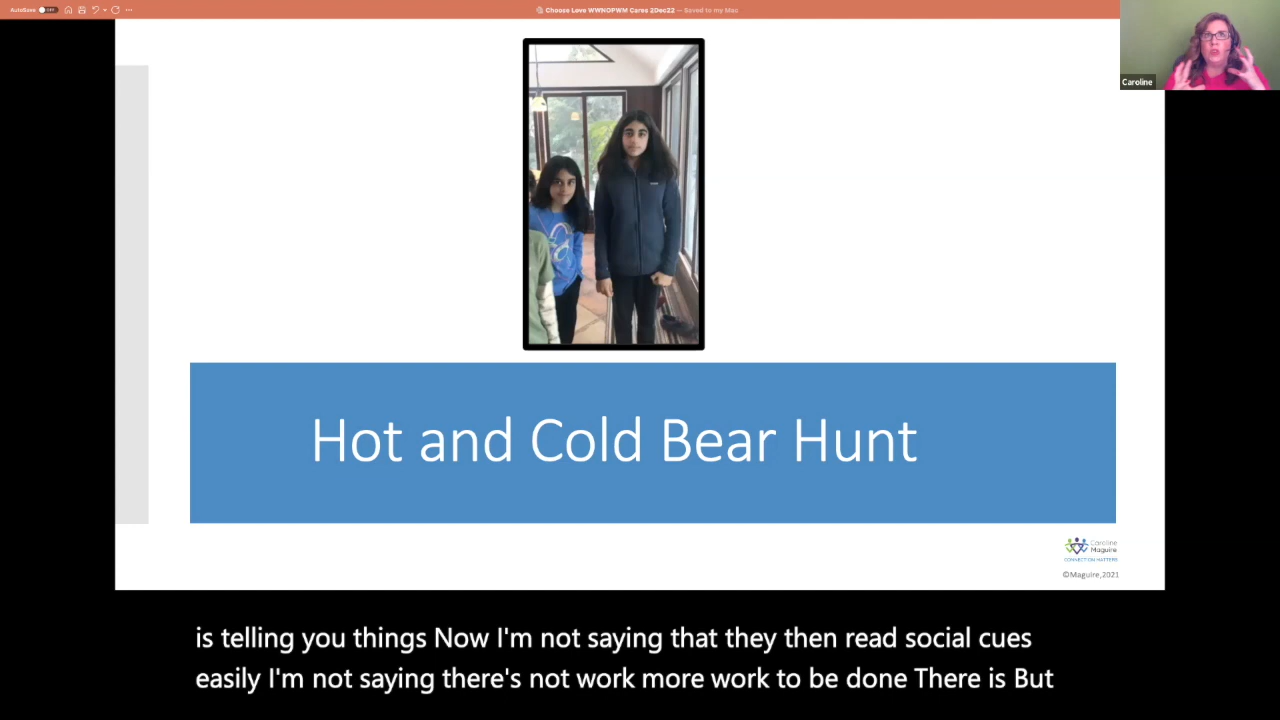 AutoSave OFF
Choose Love WWNOPWM Cares 2Dec22 — Saved to my Mac
Caroline
Hot and Cold Bear Hunt
Caroline
Maguire
CONNECTION MATTERS
©Maguire,2021
is telling you things Now I'm not saying that they then read social cues
easily I'm not saying there's not work more work to be done There is But